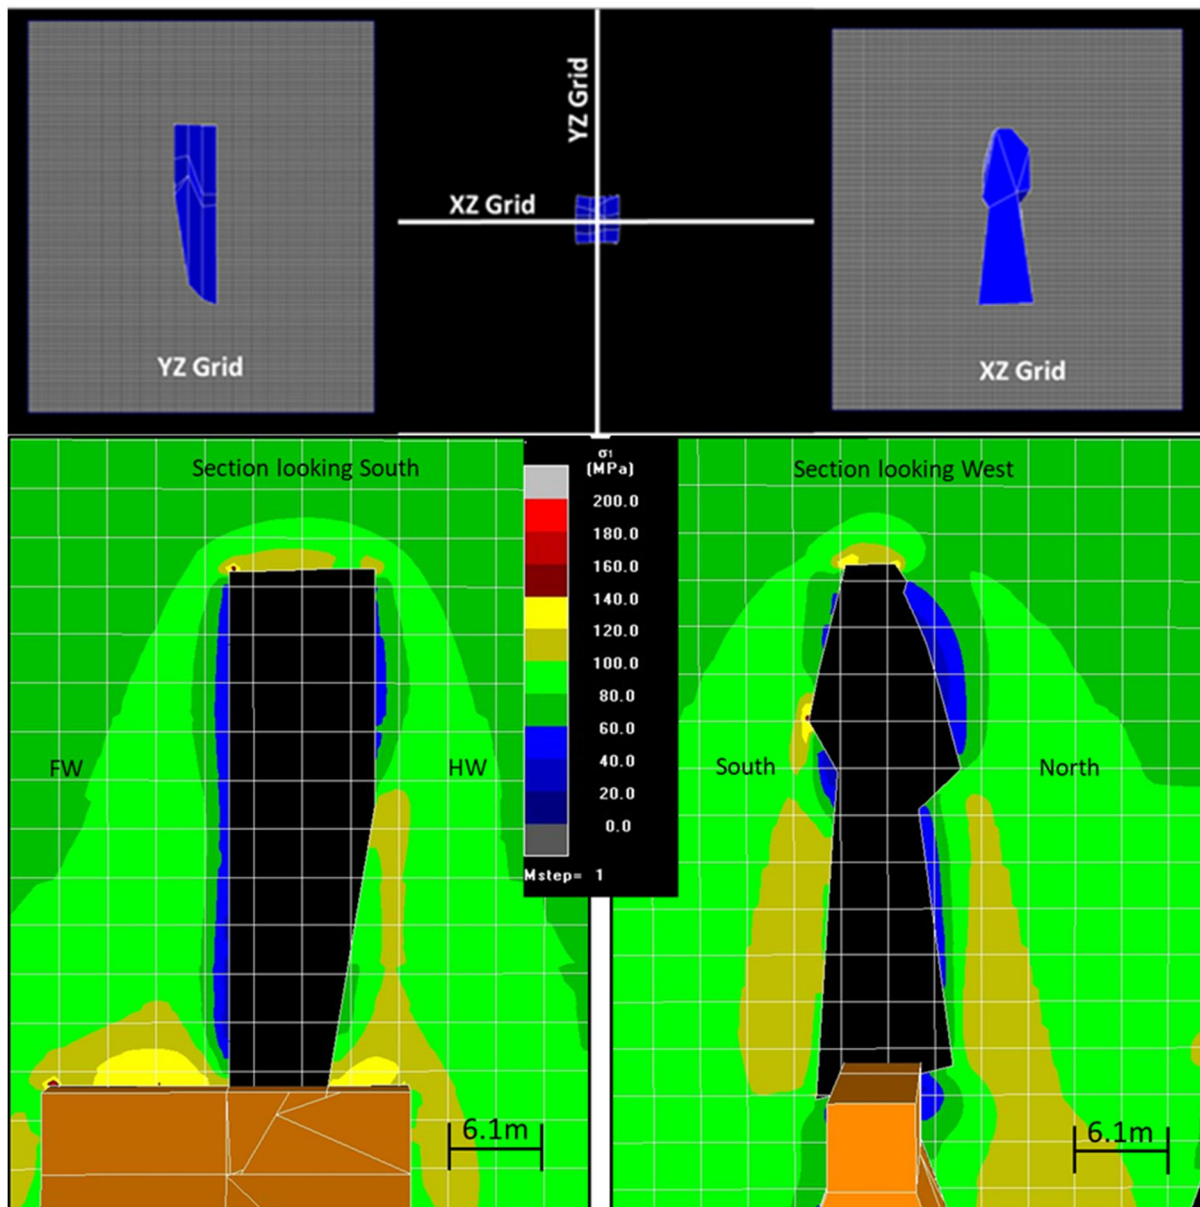 YZ Grid
XZ Grid
YZ Grid
XZ Grid
Section looking South
σ1
(MPa)
200.0
180.0
160.0
140.0
120.0
100.0
80.0
60.0
40.0
20.0
0.0
Mstep= 1
FW
HW
6.1m
Section looking West
South
North
6.1m